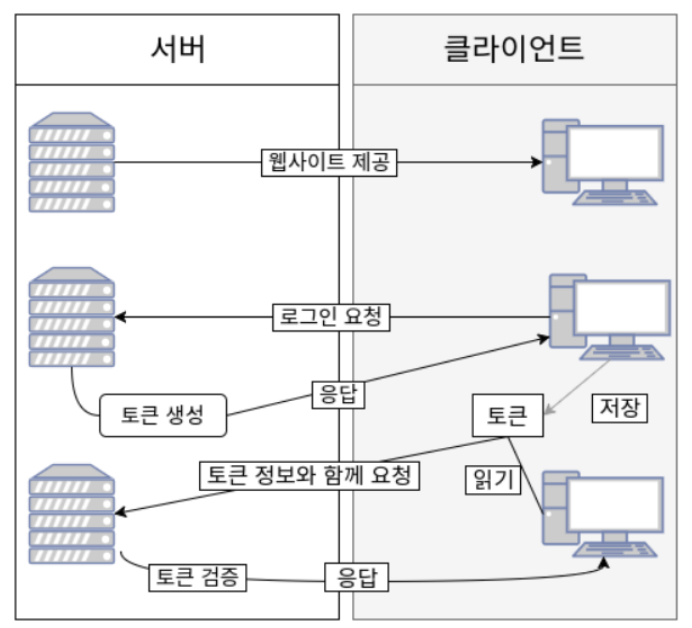 서버
클라이언트
웹사이트 제공
로그인 요청
응답
토큰 생성
토큰
저장
토큰 정보와 함께 요청
읽기
토큰 검증
응답